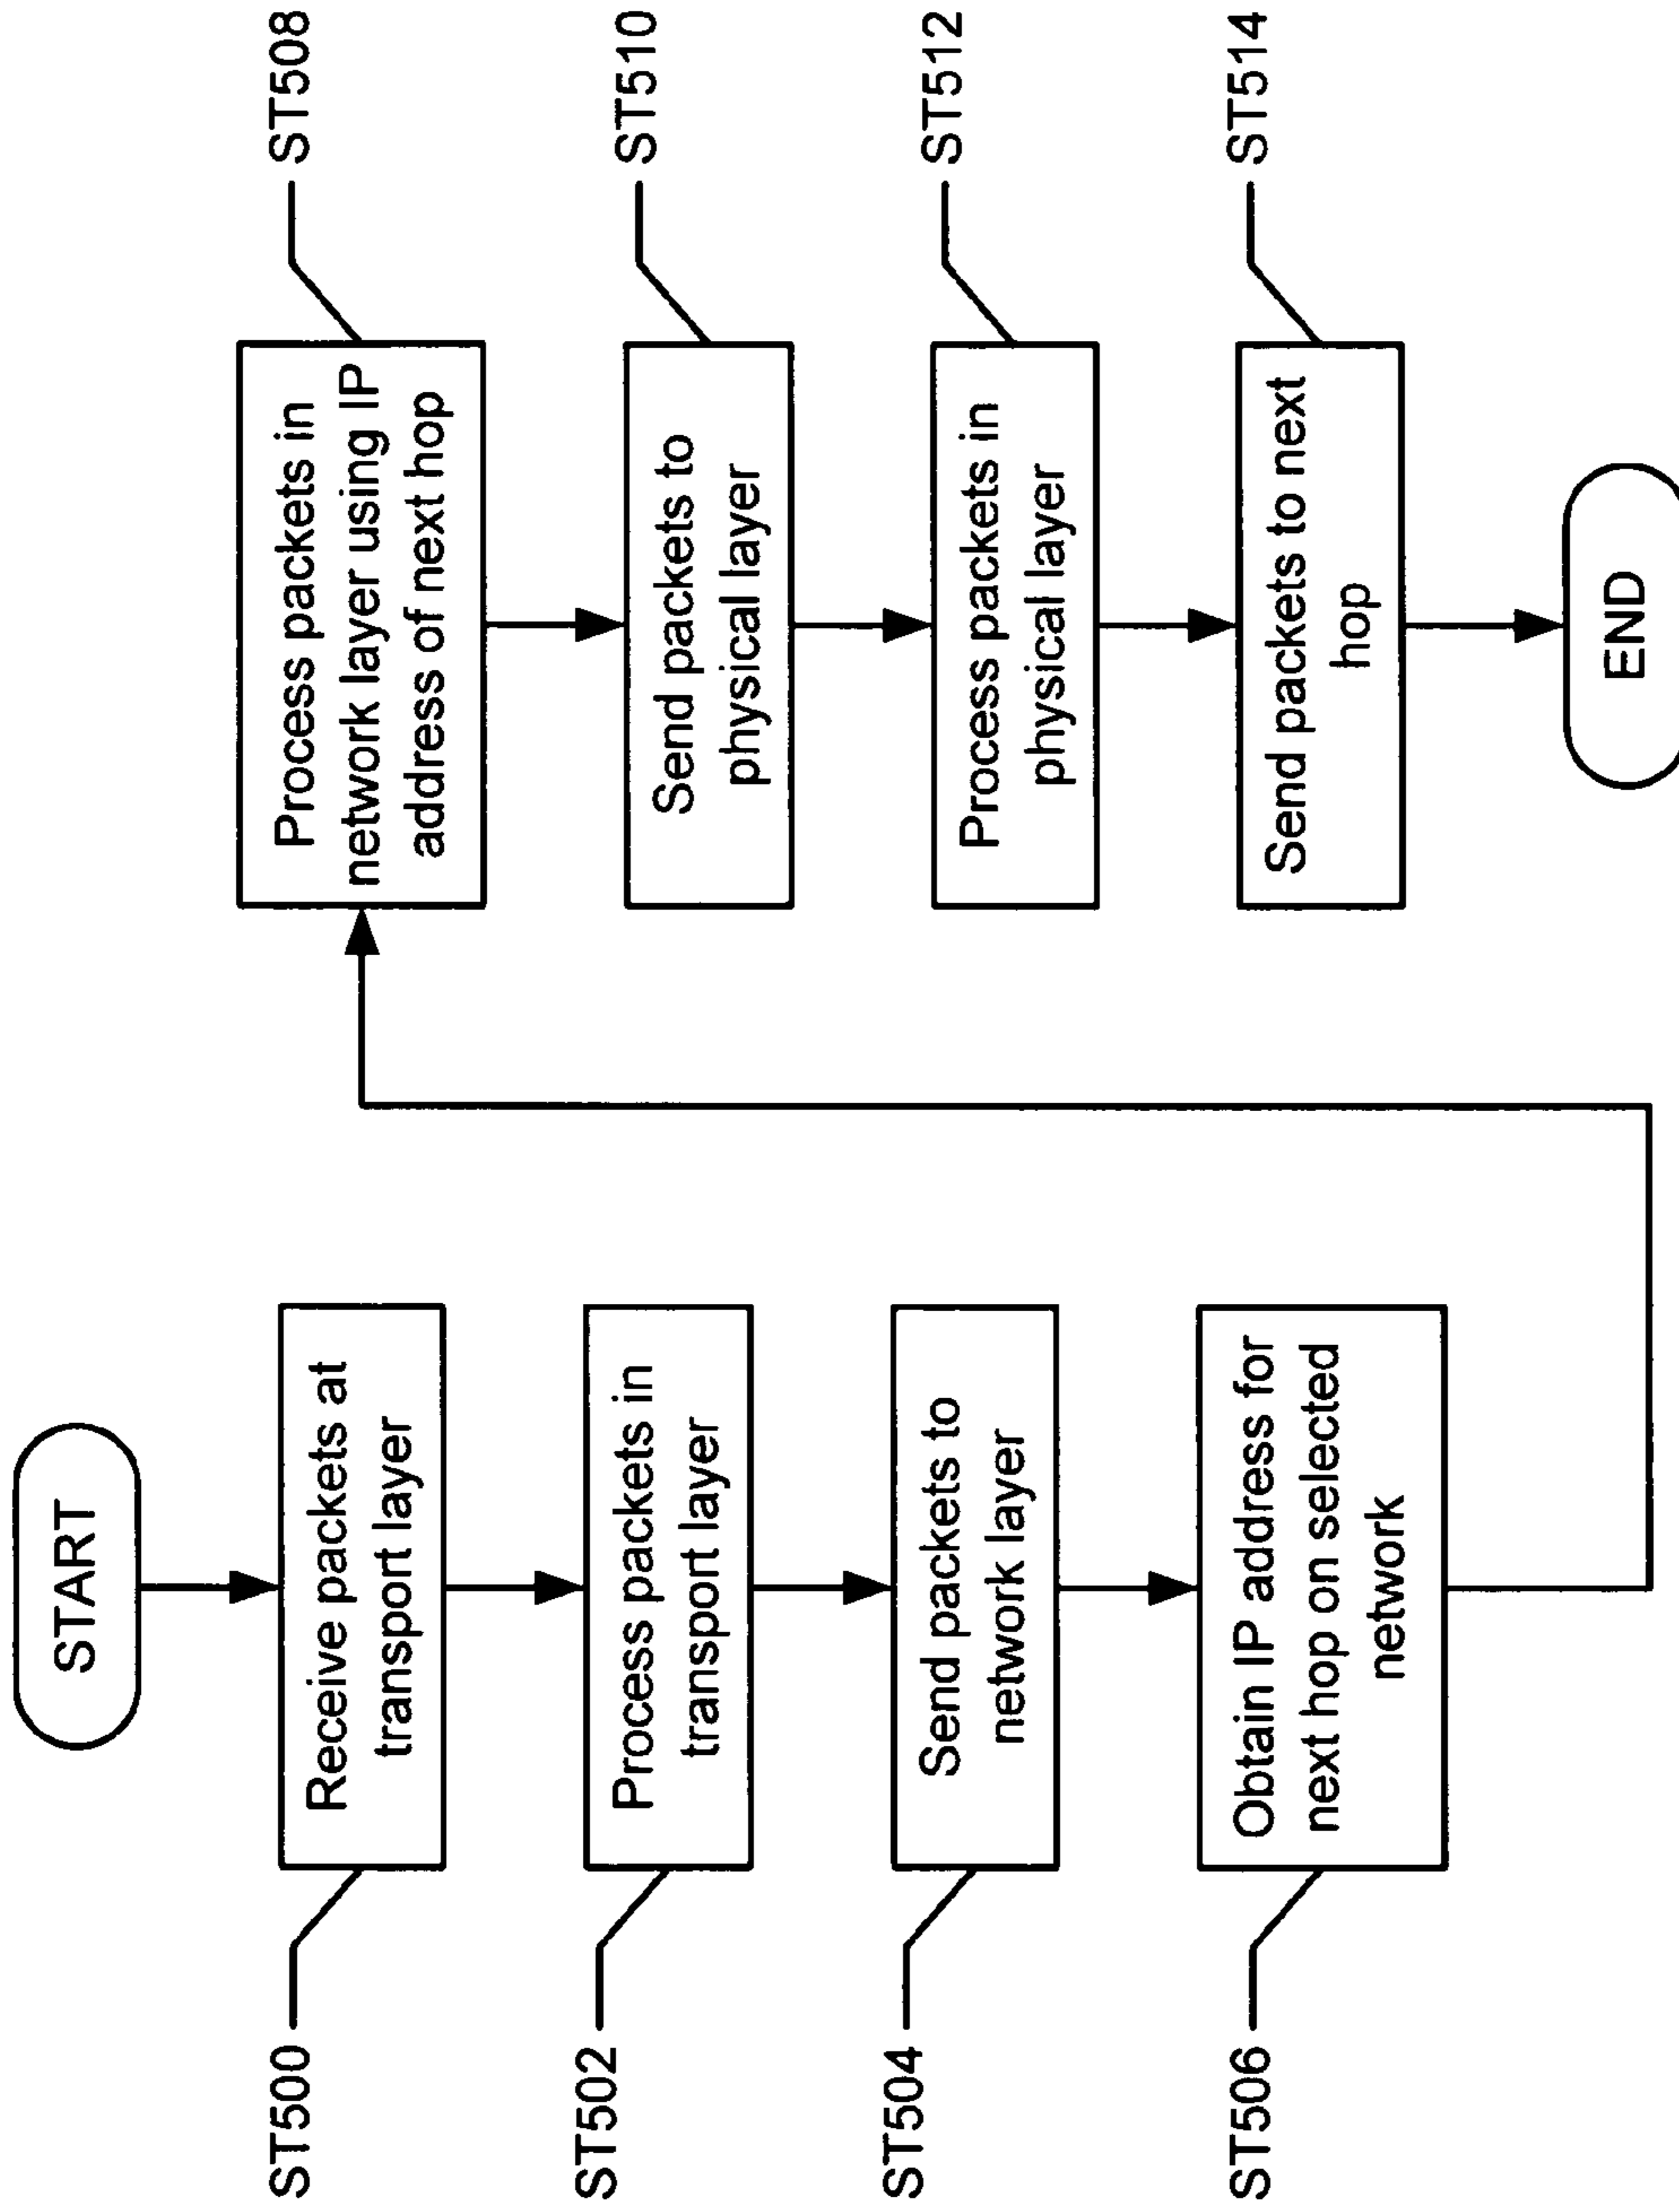 START
ST500
Receive packets at
transport layer
ST502
Process packets in
transport layer
ST504
Send packets to
network layer
ST506
Obtain IP address for
next hop on selected
network
ST508
Process packets in
network layer using IP
address of next hop
ST510
Send packets to
physical layer
ST512
Process packets in
physical layer
ST514
Send packets to next
hop
END